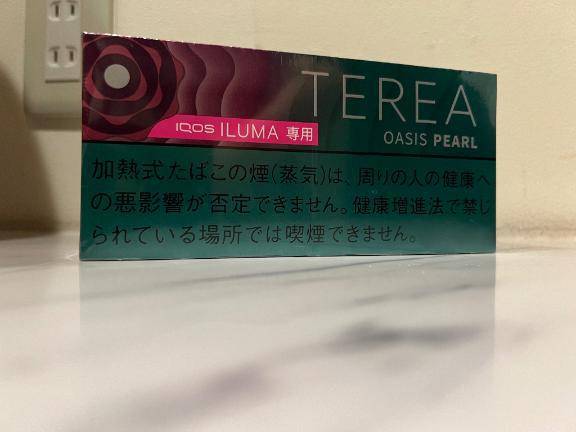 TEREA
IQOS ILUMA 専用
OASIS PEARL
加熱式たばこの煙(蒸気)は、周りの人の健康へ
の悪影響が否定できません。健康増進法で禁じ
られている場所では喫煙できません。